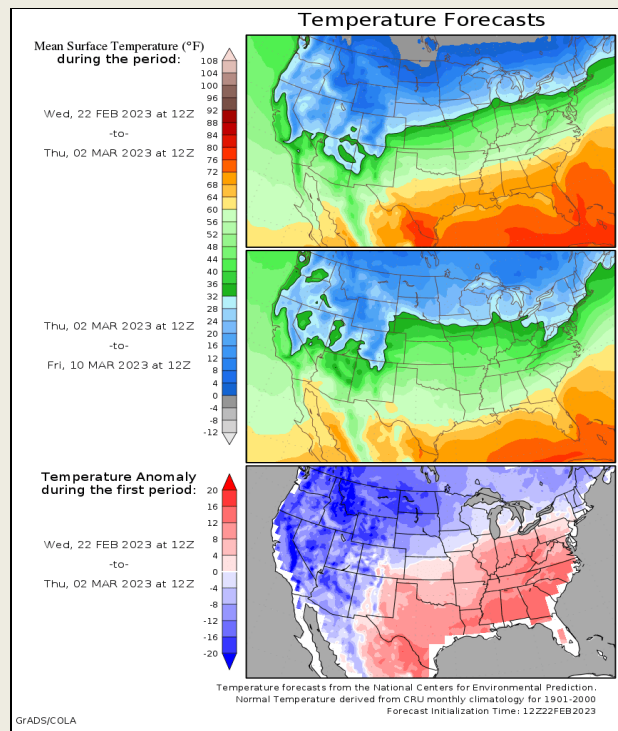 Temperature Forecasts
Mean Surface Temperature (°F)
during the period:
Wed, 22 FEB 2023 at 12Z
-to-
Thu, 02 MAR 2023 at 12Z
108
104
100
96
92
88
84
80
76
72
68
64
60
56
52
48
44
40
36
32
28
24
20
16
12
8
4
0
-4
-8
-12
Thu, 02 MAR 2023 at 12Z
-to-
Fri, 10 MAR 2023 at 12Z
Temperature Anomaly
during the first period:
Wed, 22 FEB 2023 at 12Z
-to-
Thu, 02 MAR 2023 at 12Z
20
16
12
8
4
0
-4
-8
-12
-16
-20
Temperature forecasts from the National Centers for Environmental Prediction.
Normal Temperature derived from CRU monthly climatology for 1901-2000
Forecast Initialization Time: 12Z22FEB2023
GrADS/COLA